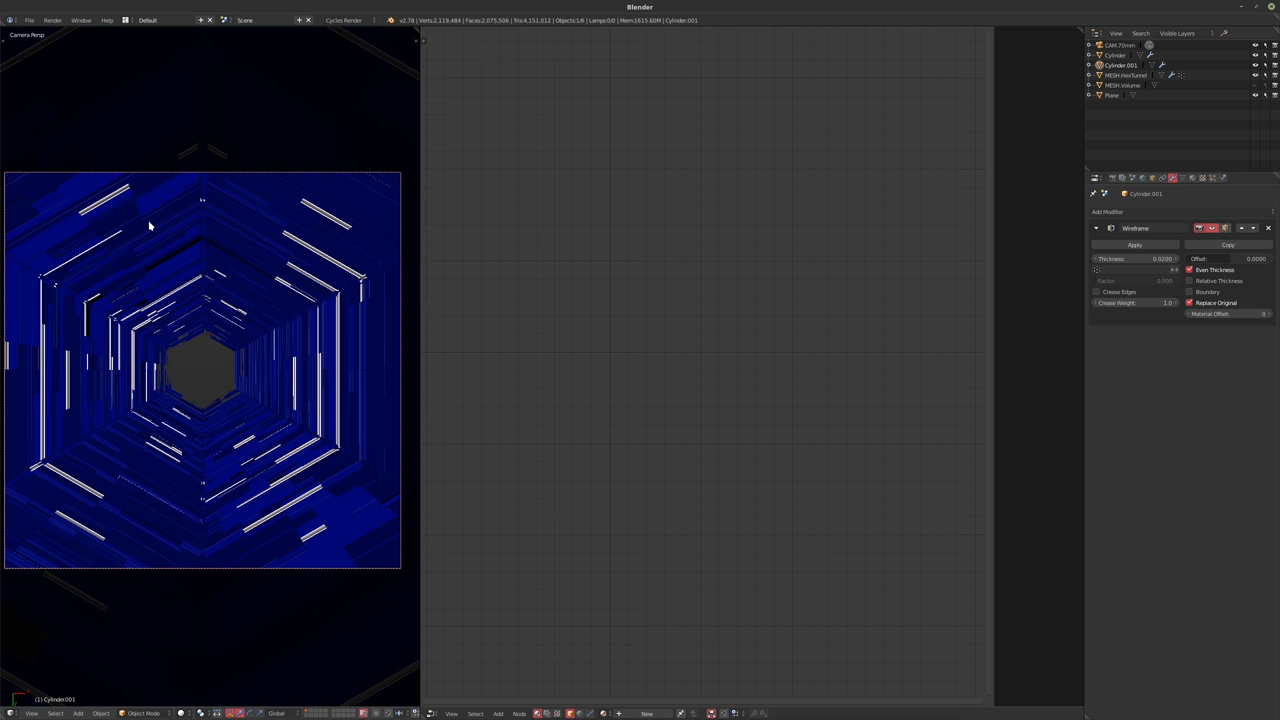 Blender
File Render Window Help Default Scene Cycles Render v2.78 | Verts:2,119,484 | Faces:2,075,506 | Tris:4,151,012 | Objects:1/6 | Lamps:0/0 | Mem:1615.60M | Cylinder.001
Camera Persp
View Search Visible Layers
CAM.70mm
Cylinder
Cylinder.001
MESH.HexTunnel
MESH.Volume
Plane
Cylinder.001
Add Modifier
Wireframe
Apply Copy
Thickness: 0.0200 Offset: 0.0000
Even Thickness
Factor: 0.000 Relative Thickness
Crease Edges Boundary
Crease Weight: 1.0 Replace Original
Material Offset: 0
(1) Cylinder.001
View Select Add Object Object Mode Global View Select Add Node New